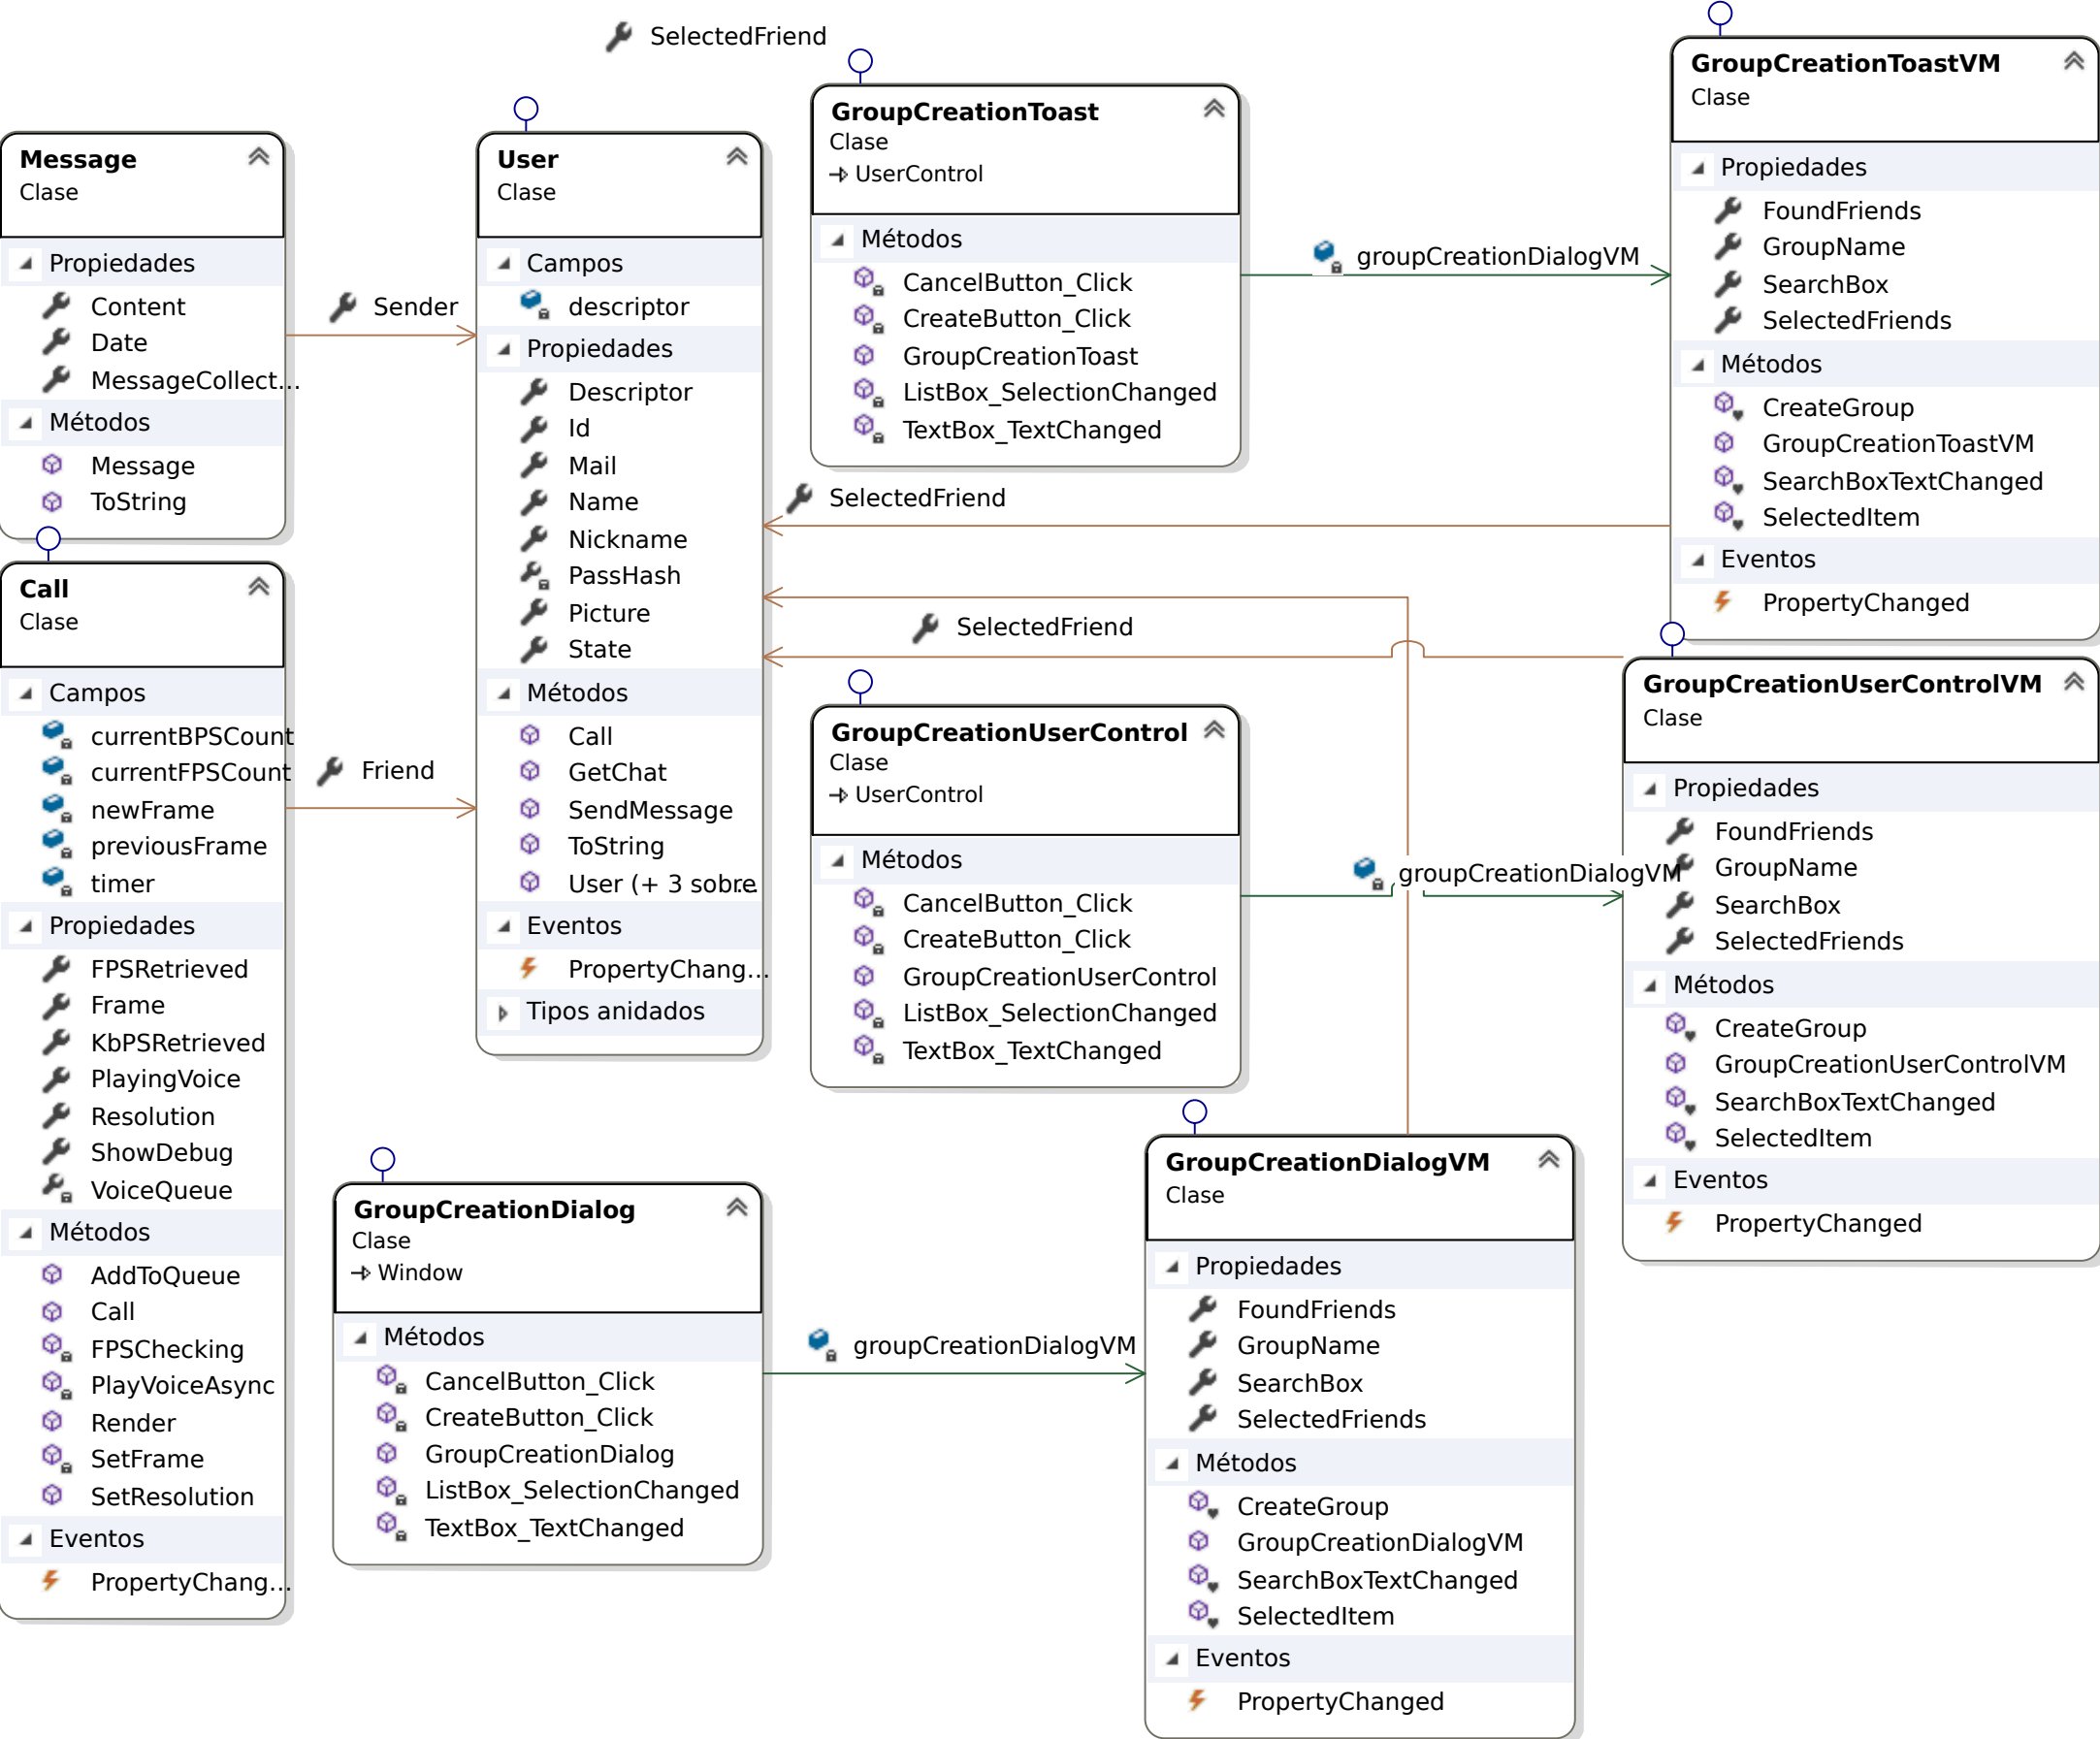 SelectedFriend
Message
Clase
Propiedades
Content
Date
MessageCollect...
Métodos
Message
ToString
Sender
Call
Clase
Campos
currentBPSCount
currentFPSCount
newFrame
previousFrame
timer
Propiedades
FPSRetrieved
Frame
KbPSRetrieved
PlayingVoice
Resolution
ShowDebug
VoiceQueue
Métodos
AddToQueue
Call
FPSChecking
PlayVoiceAsync
Render
SetFrame
SetResolution
Eventos
PropertyChang...
Friend
User
Clase
Campos
descriptor
Propiedades
Descriptor
Id
Mail
Name
Nickname
PassHash
Picture
State
Métodos
Call
GetChat
SendMessage
ToString
User (+ 3 sobre...
Eventos
PropertyChang...
Tipos anidados
GroupCreationToast
Clase
UserControl
Métodos
CancelButton_Click
CreateButton_Click
GroupCreationToast
ListBox_SelectionChanged
TextBox_TextChanged
groupCreationDialogVM
GroupCreationToastVM
Clase
Propiedades
FoundFriends
GroupName
SearchBox
SelectedFriends
Métodos
CreateGroup
GroupCreationToastVM
SearchBoxTextChanged
SelectedItem
Eventos
PropertyChanged
SelectedFriend
SelectedFriend
GroupCreationUserControl
Clase
UserControl
Métodos
CancelButton_Click
CreateButton_Click
GroupCreationUserControl
ListBox_SelectionChanged
TextBox_TextChanged
groupCreationDialogVM
GroupCreationUserControlVM
Clase
Propiedades
FoundFriends
GroupName
SearchBox
SelectedFriends
Métodos
CreateGroup
GroupCreationUserControlVM
SearchBoxTextChanged
SelectedItem
Eventos
PropertyChanged
GroupCreationDialog
Clase
Window
Métodos
CancelButton_Click
CreateButton_Click
GroupCreationDialog
ListBox_SelectionChanged
TextBox_TextChanged
groupCreationDialogVM
GroupCreationDialogVM
Clase
Propiedades
FoundFriends
GroupName
SearchBox
SelectedFriends
Métodos
CreateGroup
GroupCreationDialogVM
SearchBoxTextChanged
SelectedItem
Eventos
PropertyChanged